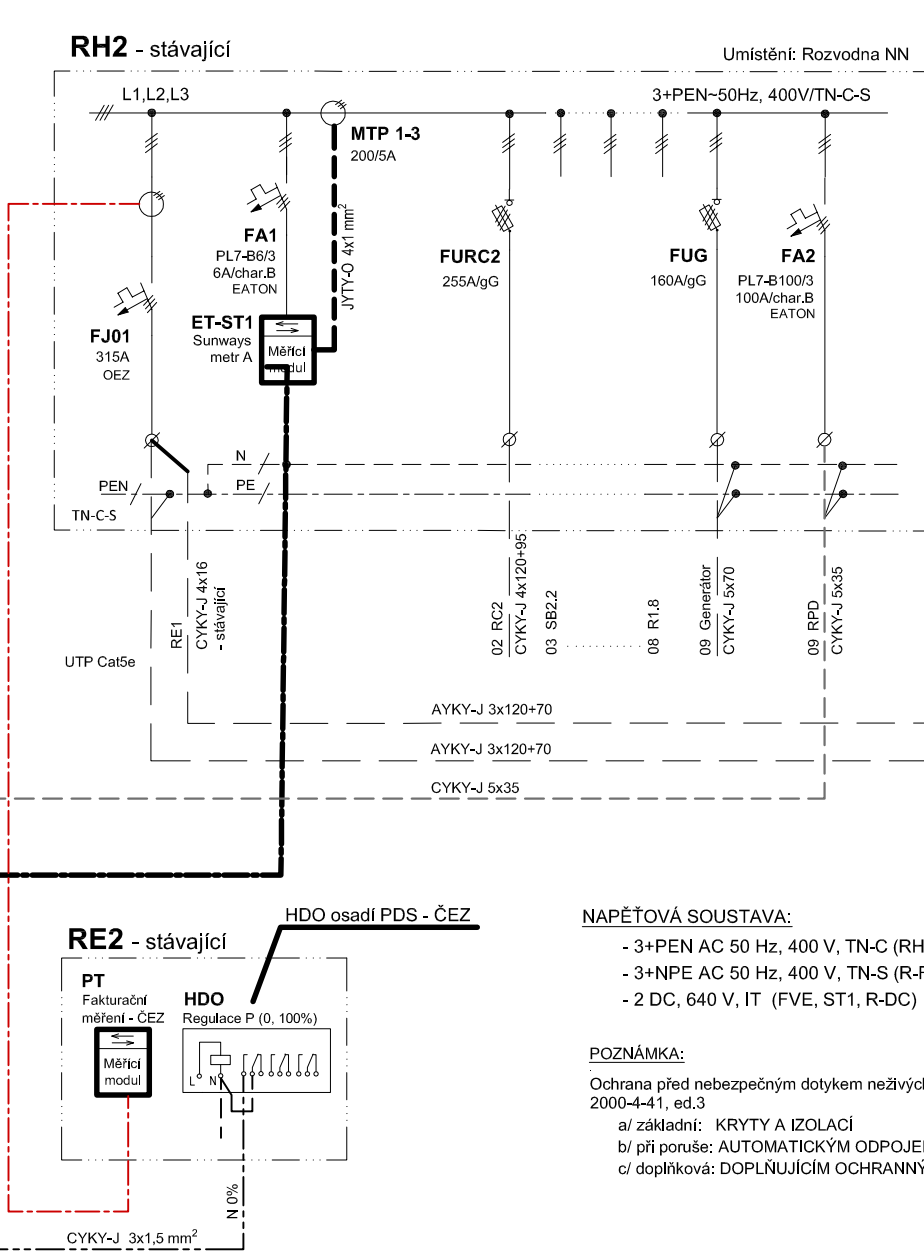 RH2 - stávající
Umístění: Rozvodna NN
L1,L2,L3
3+PEN~50Hz, 400V/TN-C-S
MTP 1-3
200/5A
JYTY-O 4x1 mm²
FA1
PL7-B6/3
6A/char.B
EATON
FURC2
255A/gG
FUG
160A/gG
FA2
PL7-B100/3
100A/char.B
EATON
FJ01
315A
OEZ
ET-ST1
Sunways
metr A
Měřící
modul
N
PE
PEN
TN-C-S
RE1
CYKY-J 4x16
- stávající
02 RC2
CYKY-J 4x120+95
03 SB2.2
08 R1.8
09 Generátor
CYKY-J 5x70
09 RPD
CYKY-J 5x35
UTP Cat5e
AYKY-J 3x120+70
AYKY-J 3x120+70
CYKY-J 5x35
HDO osadí PDS - ČEZ
RE2 - stávající
PT
Fakturační
měření - ČEZ
Měřící
modul
HDO
Regulace P (0, 100%)
L
N
N 0%
CYKY-J 3x1,5 mm²
NAPĚŤOVÁ SOUSTAVA:
- 3+PEN AC 50 Hz, 400 V, TN-C (RH
- 3+NPE AC 50 Hz, 400 V, TN-S (R-F
- 2 DC, 640 V, IT (FVE, ST1, R-DC)
POZNÁMKA:
Ochrana před nebezpečným dotykem neživých
2000-4-41, ed.3
a/ základní: KRYTY A IZOLACÍ
b/ při poruše: AUTOMATICKÝM ODPOJE
c/ doplňková: DOPLŇUJÍCÍM OCHRANNÝ